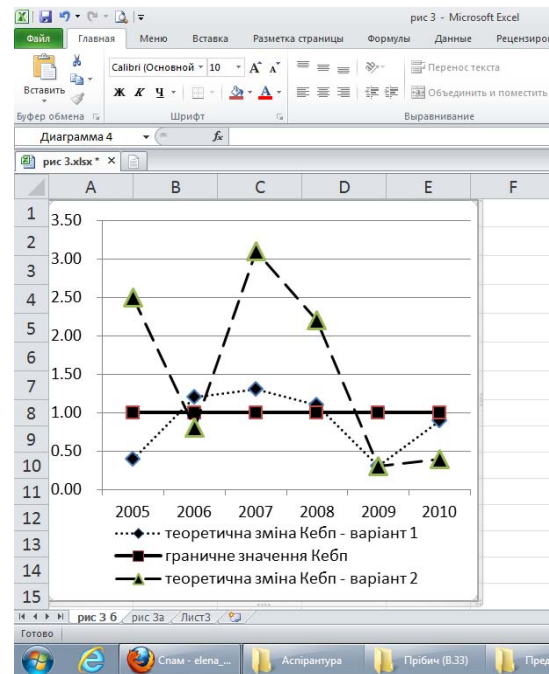 рис 3 - Microsoft Excel
Файл Главная Меню Вставка Разметка страницы Формулы Данные Рецензиро
Вставить
Calibri (Основной 10 A A
Ж К Ч A
Перенос текста
Объединить и поместить
Буфер обмена Шрифт Выравнивание
Диаграмма 4 fx
рис 3.xlsx *
A B C D E F
1
2
3
4
5
6
7
8
9
10
11
12
13
14
15
3.50
3.00
2.50
2.00
1.50
1.00
0.50
0.00
2005 2006 2007 2008 2009 2010
теоретична зміна Кебп - варіант 1
граничне значення Кебп
теоретична зміна Кебп - варіант 2
рис 3 б рис 3а Лист3
Готово
Спам - elena_... Аспірантура Прібич (В.33) Пред